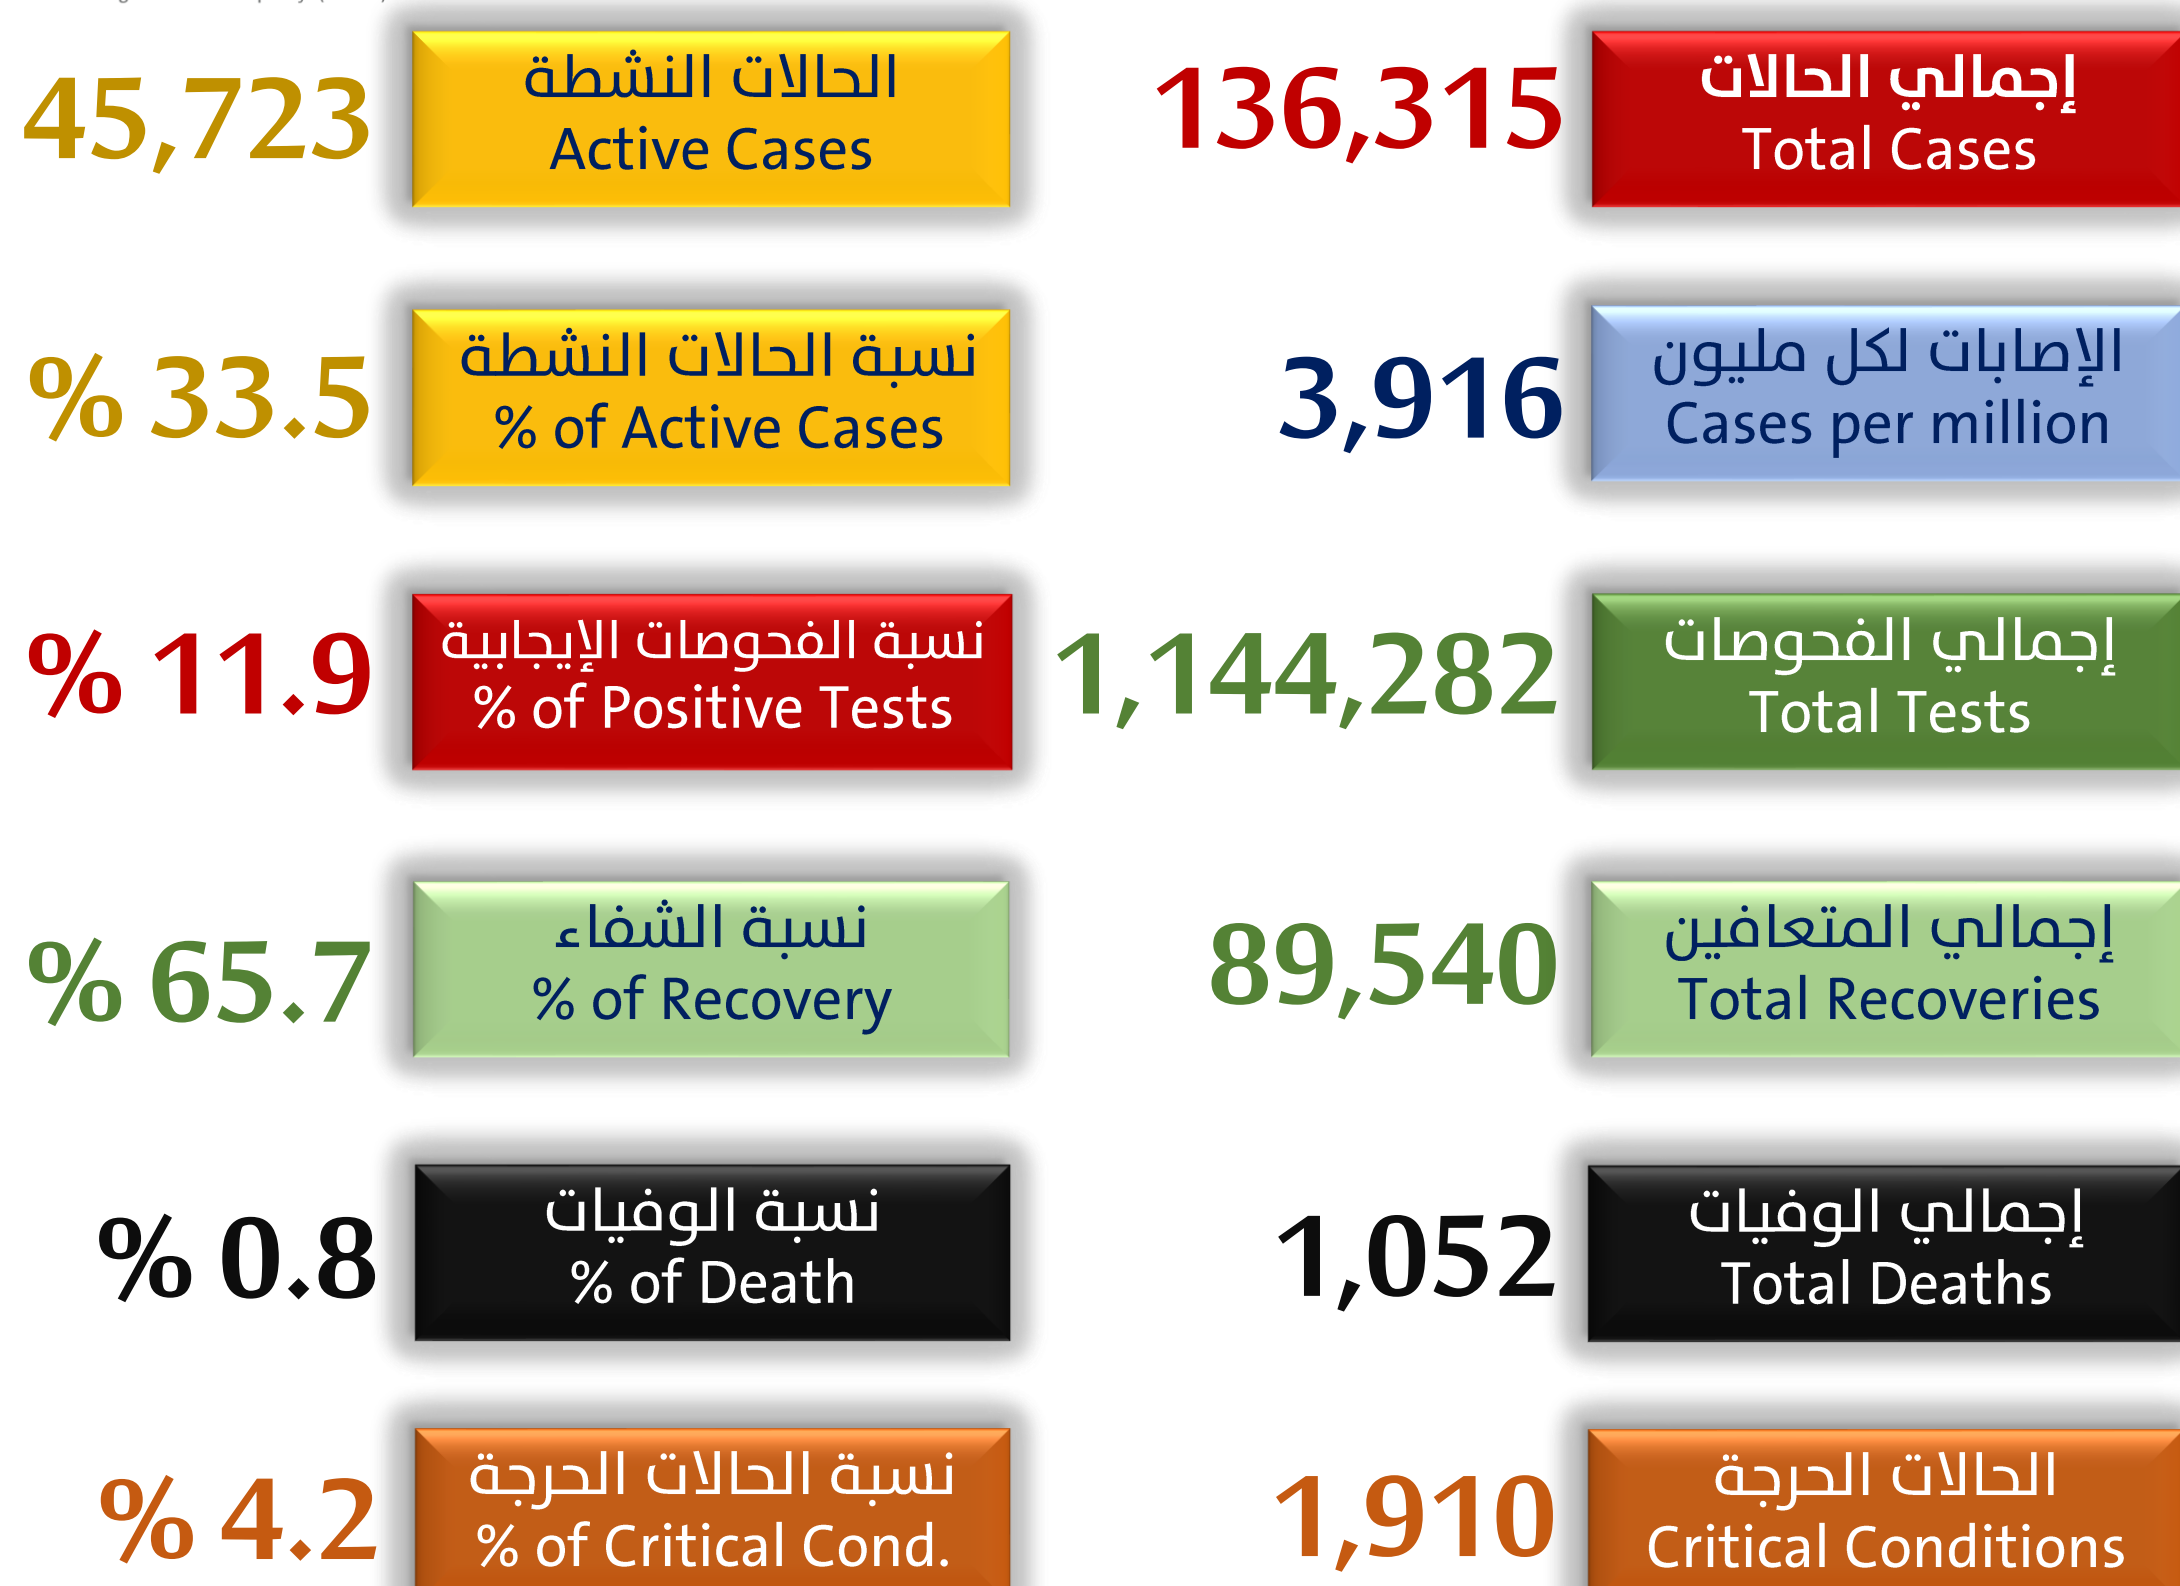 إجمالي الحالات
Total Cases
136,315
الحالات النشطة
Active Cases
45,723
الإصابات لكل مليون
Cases per million
3,916
نسبة الحالات النشطة
% of Active Cases
% 33.5
إجمالي الفحوصات
Total Tests
1,144,282
نسبة الفحوصات الإيجابية
% of Positive Tests
% 11.9
إجمالي المتعافين
Total Recoveries
89,540
نسبة الشفاء
% of Recovery
% 65.7
إجمالي الوفيات
Total Deaths
1,052
نسبة الوفيات
% of Death
% 0.8
الحالات الحرجة
Critical Conditions
1,910
نسبة الحالات الحرجة
% of Critical Cond.
% 4.2